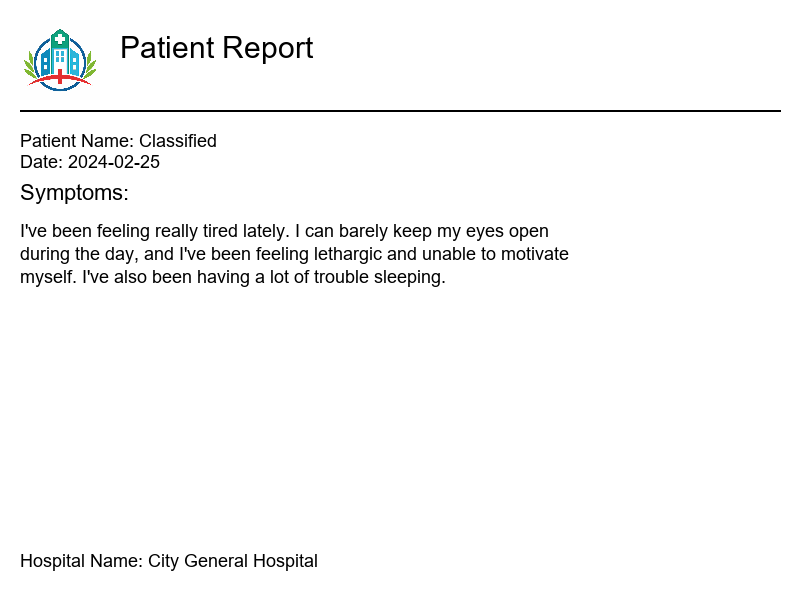 Patient Report
Patient Name: Classified
Date: 2024-02-25
Symptoms:
I've been feeling really tired lately. I can barely keep my eyes open
during the day, and I've been feeling lethargic and unable to motivate
myself. I've also been having a lot of trouble sleeping.
Hospital Name: City General Hospital